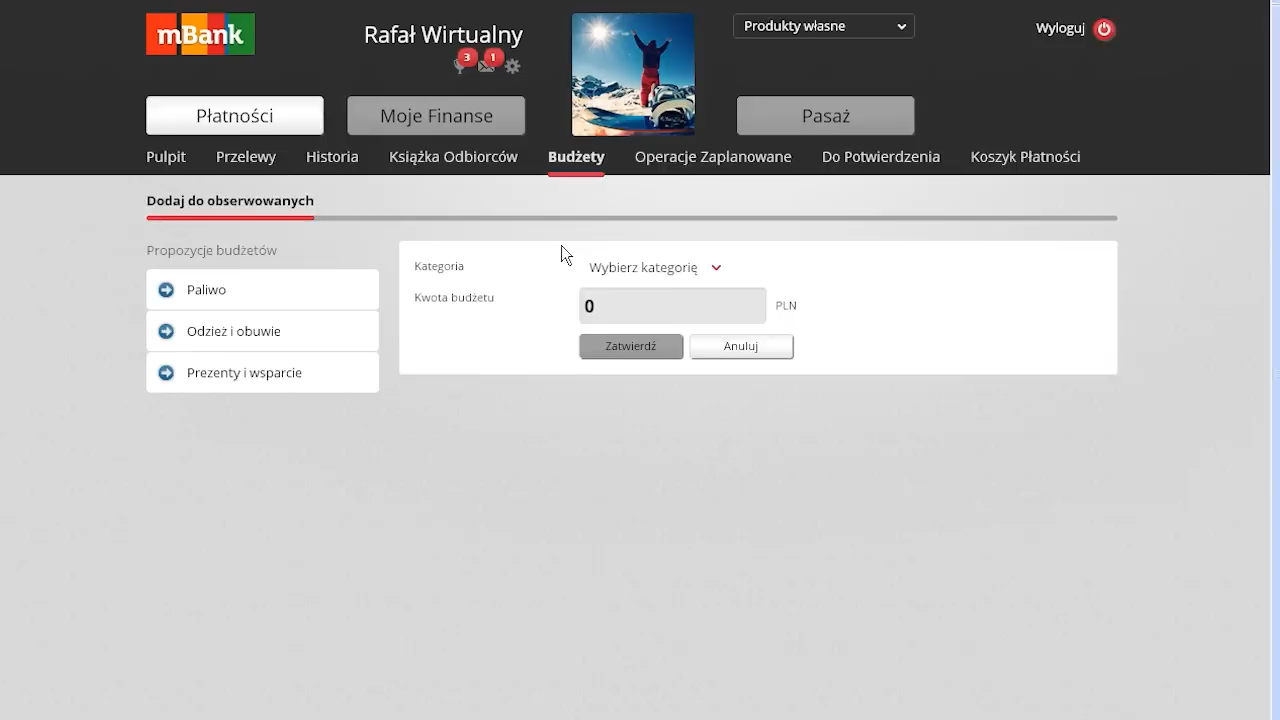 mBank
Rafał Wirtualny
3 1
Produkty własne
Wyloguj
Płatności
Moje Finanse
Pasaż
Pulpit Przelewy Historia Książka Odbiorców Budżety Operacje Zaplanowane Do Potwierdzenia Koszyk Płatności
Dodaj do obserwowanych
Propozycje budżetów
Paliwo
Odzież i obuwie
Prezenty i wsparcie
Kategoria
Wybierz kategorię
Kwota budżetu
0 PLN
Zatwierdź Anuluj